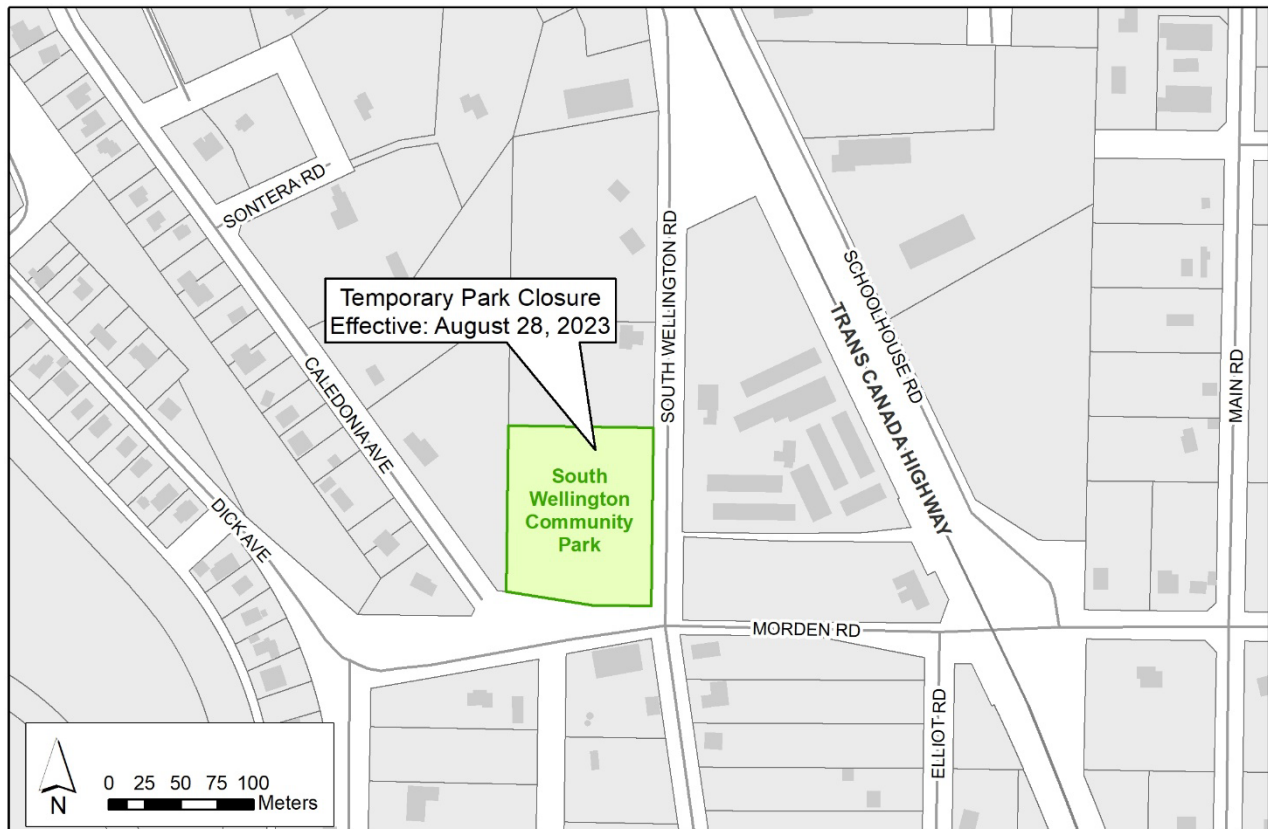 SONTERA RD
Temporary Park Closure
Effective: August 28, 2023
SOUTH WELLINGTON RD
SCHOOLHOUSE RD
TRANS CANADA HIGHWAY
MAIN RD
CALEDONIA AVE
DICK AVE
South
Wellington
Community
Park
MORDEN RD
ELLIOT RD
N
0 25 50 75 100
Meters